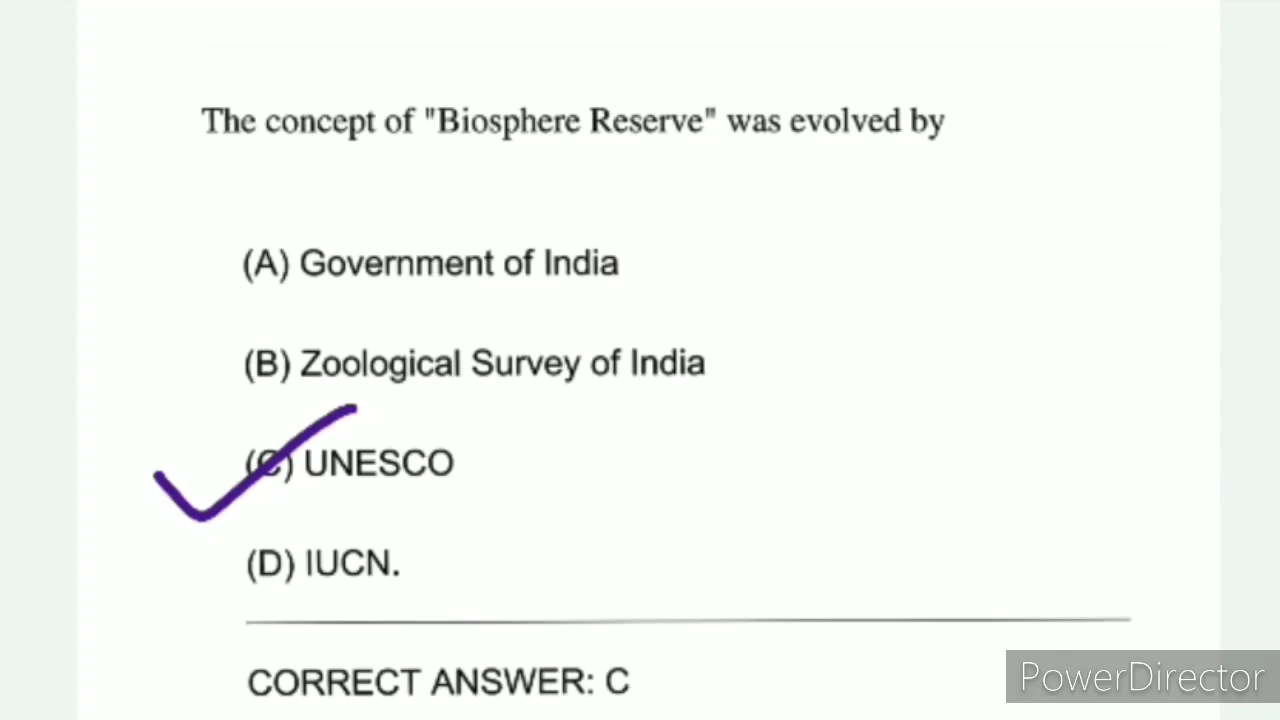 The concept of "Biosphere Reserve" was evolved by
(A) Government of India
(B) Zoological Survey of India
(C) UNESCO
(D) IUCN.
CORRECT ANSWER: C
PowerDirector